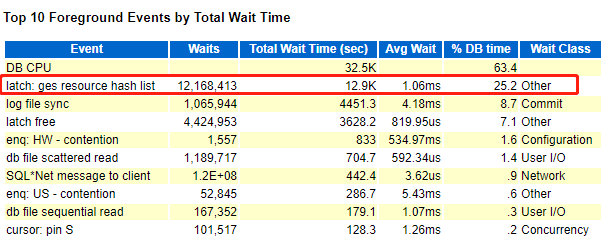 Top 10 Foreground Events by Total Wait Time
Event Waits Total Wait Time (sec) Avg Wait % DB time Wait Class
DB CPU 32.5K 63.4
latch: ges resource hash list 12,168,413 12.9K 1.06ms 25.2 Other
log file sync 1,065,944 4451.3 4.18ms 8.7 Commit
latch free 4,424,953 3628.2 819.95us 7.1 Other
enq: HW - contention 1,557 833 534.97ms 1.6 Configuration
db file scattered read 1,189,717 704.7 592.34us 1.4 User I/O
SQL*Net message to client 1.2E+08 442.4 3.62us .9 Network
enq: US - contention 52,845 286.7 5.43ms .6 Other
db file sequential read 167,352 179.1 1.07ms .3 User I/O
cursor: pin S 101,517 128.3 1.26ms .2 Concurrency